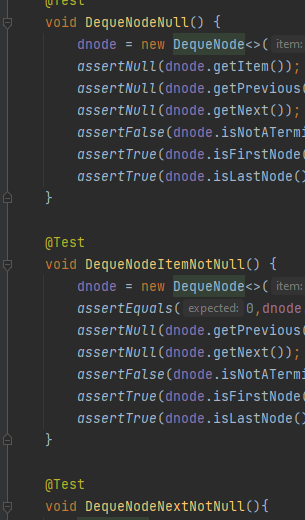 @Test
void DequeNodeNull() {
dnode = new DequeNode<>( item:
assertNull(dnode.getItem());
assertNull(dnode.getPrevious(
assertNull(dnode.getNext());
assertFalse(dnode.isNotATermi
assertTrue(dnode.isFirstNode(
assertTrue(dnode.isLastNode()
}
@Test
void DequeNodeItemNotNull() {
dnode = new DequeNode<>( item:
assertEquals( expected: 0,dnode
assertNull(dnode.getPrevious(
assertNull(dnode.getNext());
assertFalse(dnode.isNotATermi
assertTrue(dnode.isFirstNode(
assertTrue(dnode.isLastNode()
}
@Test
void DequeNodeNextNotNull(){